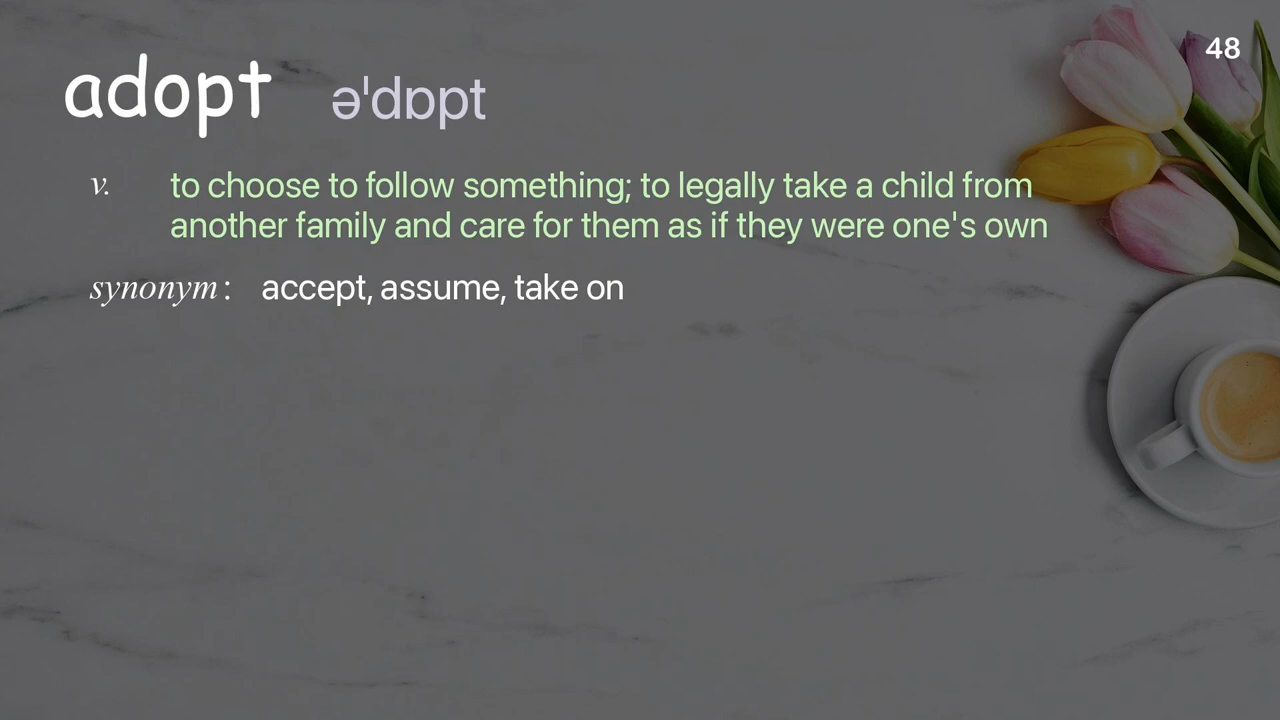 48
adopt əˈdɒpt
v. to choose to follow something; to legally take a child from
another family and care for them as if they were one's own
synonym: accept, assume, take on